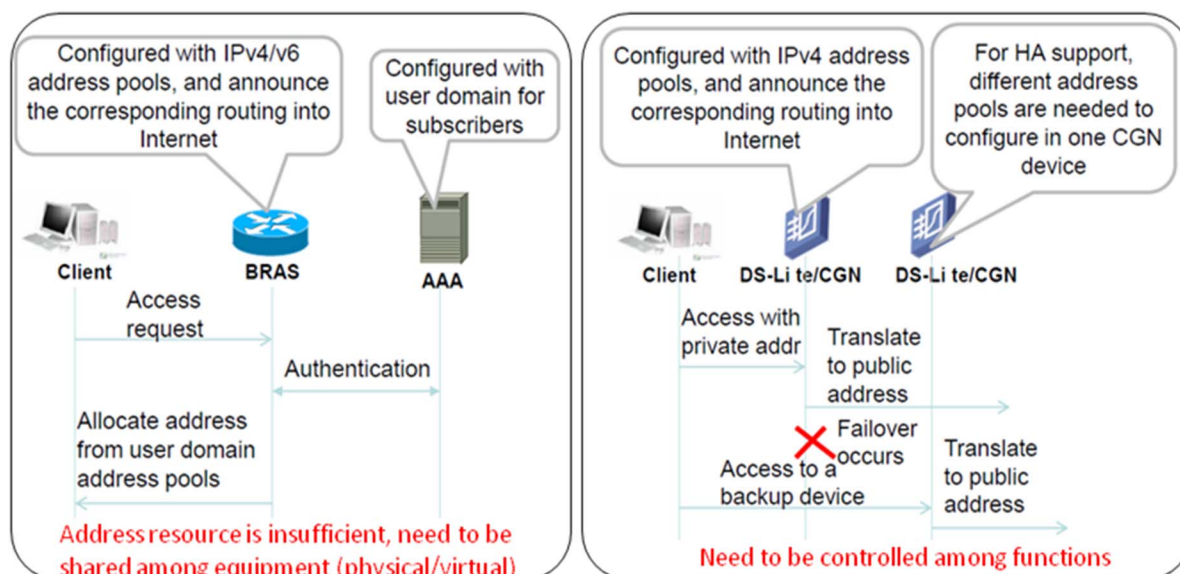 Configured with IPv4/v6
address pools, and announce
the corresponding routing into
Internet
Configured with
user domain for
subscribers
Client
BRAS
AAA
Access
request
Authentication
Allocate address
from user domain
address pools
Address resource is insufficient, need to be
shared among equipment (physical/virtual)
Configured with IPv4 address
pools, and announce the
corresponding routing into
Internet
For HA support,
different address
pools are needed to
configure in one CGN
device
Client
DS-Li te/CGN
DS-Li te/CGN
Access with
private addr
Translate
to public
address
Failover
occurs
Access to a
backup device
Translate
to public
address
Need to be controlled among functions